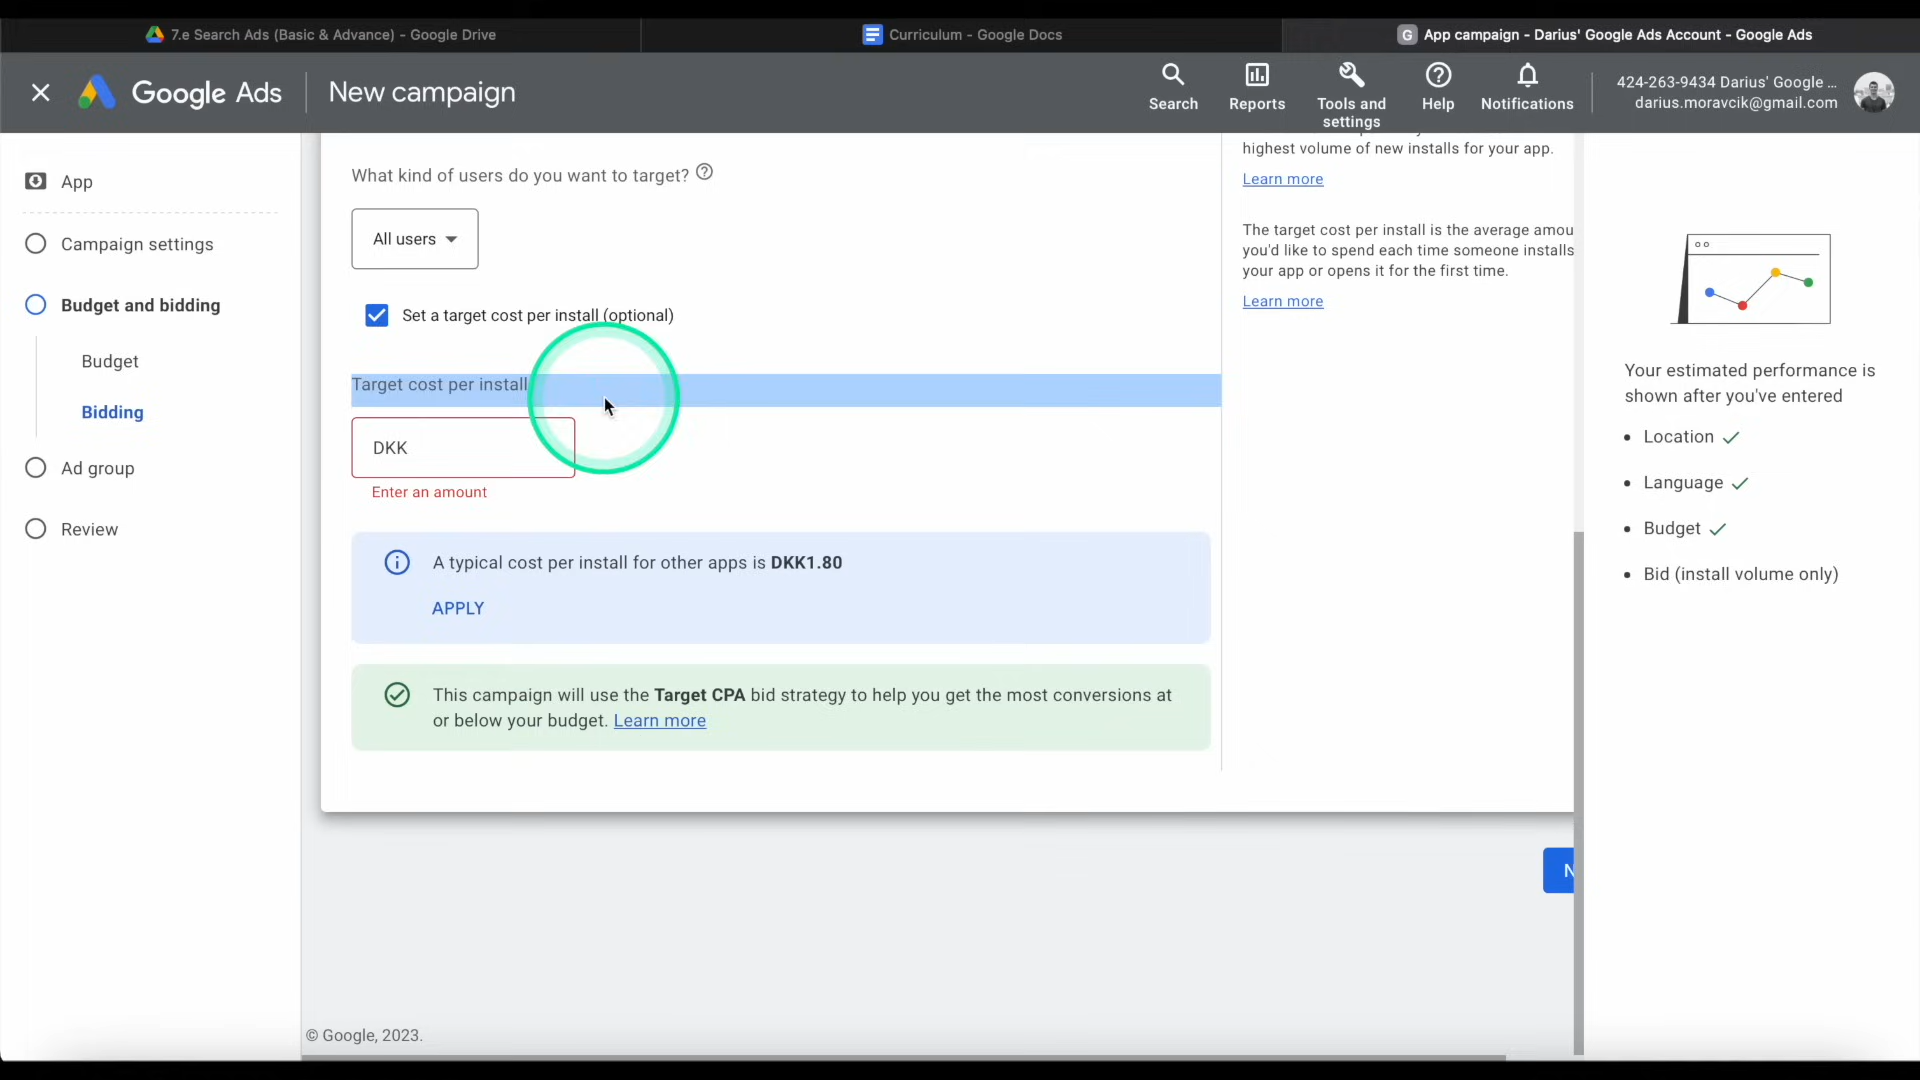 7.e Search Ads (Basic & Advance) - Google Drive
Curriculum - Google Docs
G App campaign - Darius' Google Ads Account - Google Ads
Google Ads
New campaign
Search
Reports
Tools and
settings
Help
Notifications
424-263-9434 Darius' Google ...
darius.moravcik@gmail.com
App
Campaign settings
Budget and bidding
Budget
Bidding
Ad group
Review
What kind of users do you want to target?
All users
Set a target cost per install (optional)
Target cost per install
DKK
Enter an amount
A typical cost per install for other apps is DKK1.80
APPLY
This campaign will use the Target CPA bid strategy to help you get the most conversions at
or below your budget. Learn more
highest volume of new installs for your app.
Learn more
The target cost per install is the average amou
you'd like to spend each time someone installs
your app or opens it for the first time.
Learn more
N
Your estimated performance is
shown after you've entered
• Location
• Language
• Budget
• Bid (install volume only)
© Google, 2023.